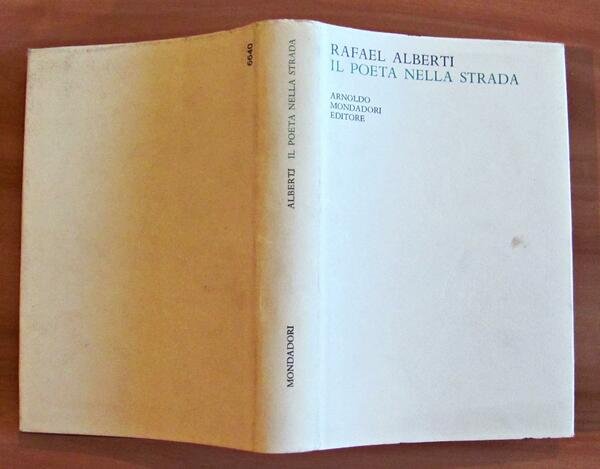 RAFAEL ALBERTI
IL POETA NELLA STRADA
ARNOLDO
MONDADORI
EDITORE
ALBERTI IL POETA NELLA STRADA
MONDADORI
6640